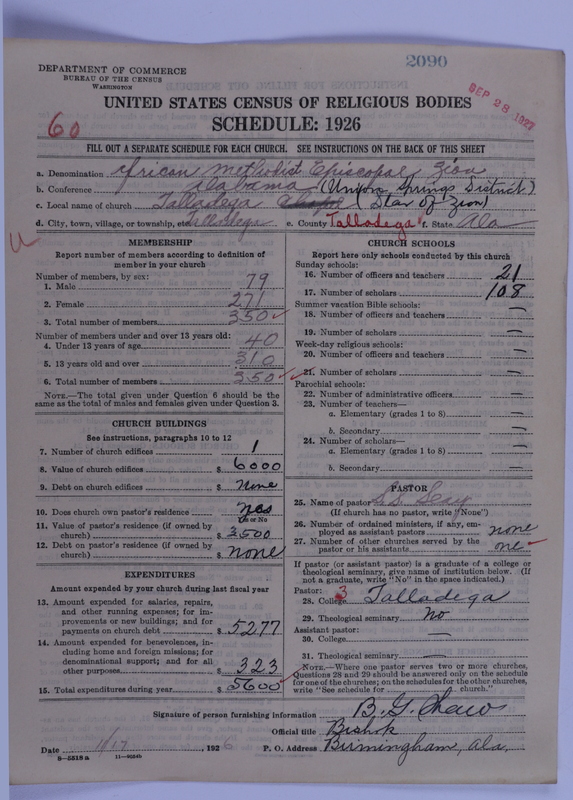 2090
DEPARTMENT OF COMMERCE
BUREAU OF THE CENSUS
WASHINGTON
SEP 28 1927
UNITED STATES CENSUS OF RELIGIOUS BODIES
60
SCHEDULE: 1926
FILL OUT A SEPARATE SCHEDULE FOR EACH CHURCH. SEE INSTRUCTIONS ON THE BACK OF THIS SHEET
a. Denomination African Methodist Episcopal Zion
b. Conference Alabama (Union Springs District)
c. Local name of church Talladega Chapel (Star of Zion)
d. City, town, village, or township, etc. Talladega e. County Talladega f. State Ala
MEMBERSHIP
Report number of members according to definition of
member in your church
Number of members, by sex:
1. Male 79
2. Female 271
3. Total number of members 350
Number of members under and over 13 years old:
4. Under 13 years of age 40
5. 13 years old and over 310
6. Total number of members 350
NOTE.—The total given under Question 6 should be the
same as the total of males and females given under Question 3.
CHURCH BUILDINGS
See instructions, paragraphs 10 to 12
7. Number of church edifices 1
8. Value of church edifices $ 6000
9. Debt on church edifices $ None
10. Does church own pastor's residence? Yes
Yes or No
11. Value of pastor's residence (if owned by
church) $ 3500
12. Debt on pastor's residence (if owned by
church) $ None
EXPENDITURES
Amount expended by your church during last fiscal year
13. Amount expended for salaries, repairs,
and other running expenses; for im-
provements or new building; and for
payments on church debt $ 5277
14. Amount expended for benevolences, in-
cluding home and foreign missions; for
denominational support; and for all
other purposes $ 323
15. Total expenditures during year $ 5600
CHURCH SCHOOLS
Report here only schools conducted by this church
Sunday schools:
16. Number of officers and teachers 21
17. Number of scholars 108
Summer vacation Bible schools:
18. Number of officers and teachers —
19. Number of scholars —
Week-day religious schools:
20. Number of officers and teachers —
21. Number of scholars —
Parochial schools:
22. Number of administrative officers —
23. Number of teachers—
a. Elementary (grades 1 to 8) —
b. Secondary —
24. Number of scholars—
a. Elementary (grades 1 to 8) —
b. Secondary —
PASTOR
25. Name of pastor Seay
(If church has no pastor, write "None")
26. Number of ordained ministers, if any, em-
ployed as assistant pastors none
27. Number of other churches served by the
pastor or his assistants one
If pastor (or assistant pastor) is a graduate of a college or
theological seminary, give name of institution below. (If
not a graduate, write "No" in the space indicated.)
Pastor: 3
28. College Talladega
29. Theological seminary No
Assistant pastor:
30. College —
31. Theological seminary —
NOTE.—Where one pastor serves two or more churches,
Questions 28 and 29 should be answered only on the schedule
for one of the churches; on the schedules for the other churches,
write "See schedule for church."
Signature of person furnishing information B. G. Shaw
Official title Bishop
Date 11/17, 1926 P. O. Address Birmingham, Ala.
8—5518a 11—9034b